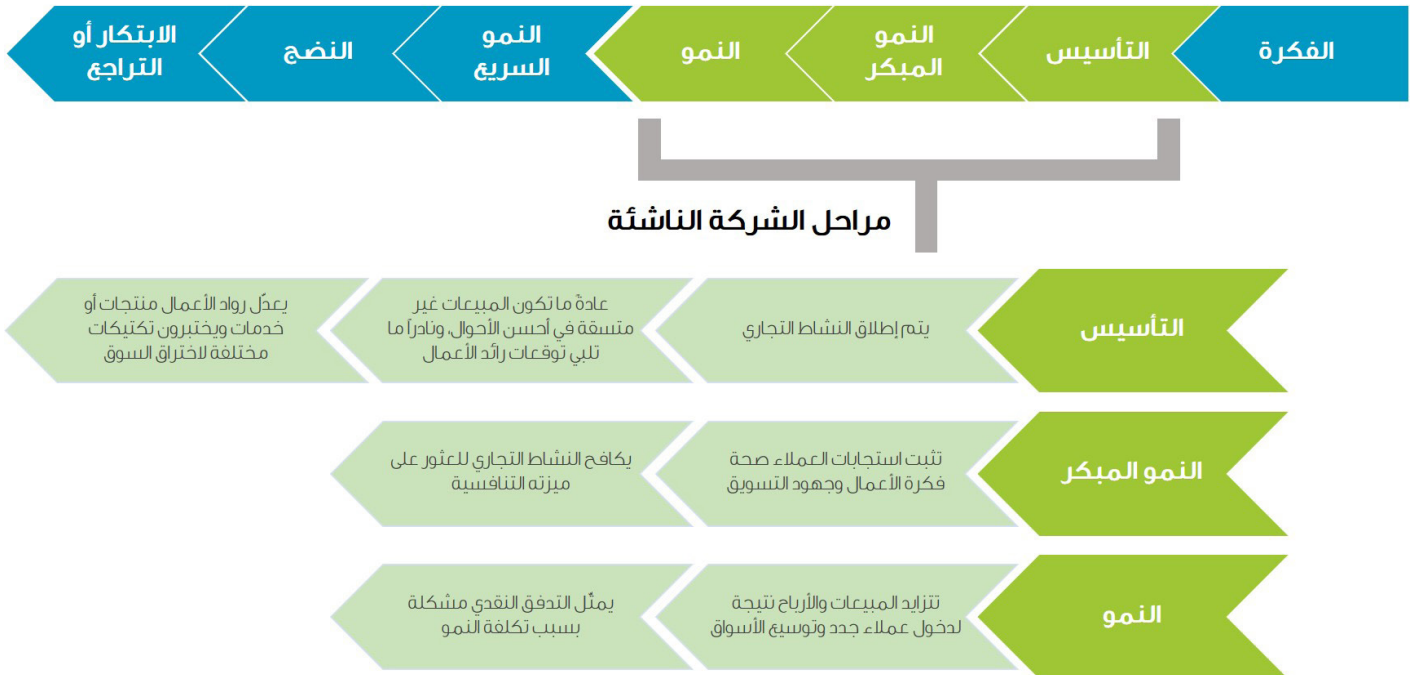 الفكرة
التأسيس
النمو
المبكر
النمو
النمو
السريع
النضج
الابتكار أو
التراجع
مراحل الشركة الناشئة
التأسيس
يتم إطلاق النشاط التجاري
عادةً ما تكون المبيعات غير
متسقة في أحسن الأحوال، ونادراً ما
تلبي توقعات رائد الأعمال
يعدّل رواد الأعمال منتجات أو
خدمات ويختبرون تكتيكات
مختلفة لاختراق السوق
النمو المبكر
تثبت استجابات العملاء صحة
فكرة الأعمال وجهود التسويق
يكافح النشاط التجاري للعثور على
ميزته التنافسية
النمو
تتزايد المبيعات والأرباح نتيجة
لدخول عملاء جدد وتوسيع الأسواق
يمثّل التدفق النقدي مشكلة
بسبب تكلفة النمو